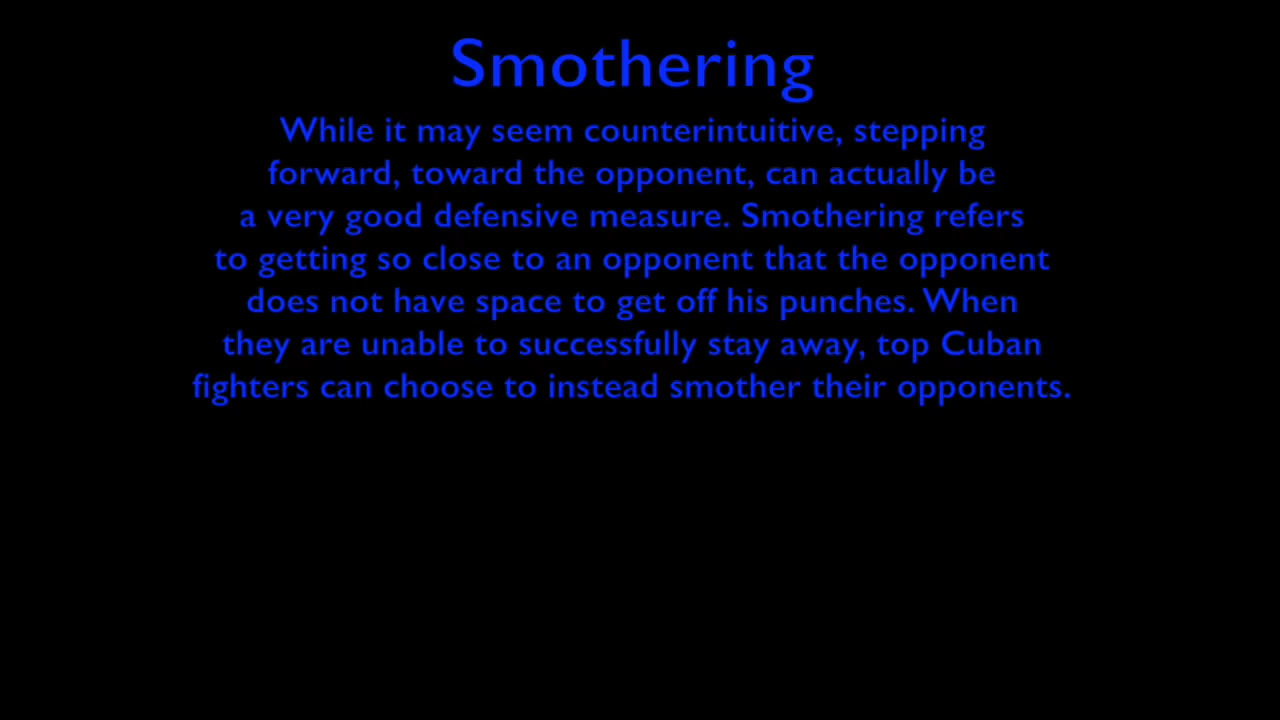 Smothering
While it may seem counterintuitive, stepping
forward, toward the opponent, can actually be
a very good defensive measure. Smothering refers
to getting so close to an opponent that the opponent
does not have space to get off his punches. When
they are unable to successfully stay away, top Cuban
fighters can choose to instead smother their opponents.